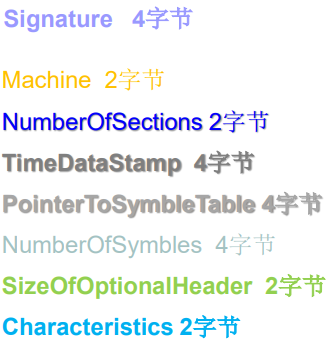 Signature 4字节
Machine 2字节
NumberOfSections 2字节
TimeDataStamp 4字节
PointerToSymbleTable 4字节
NumberOfSymbles 4字节
SizeOfOptionalHeader 2字节
Characteristics 2字节